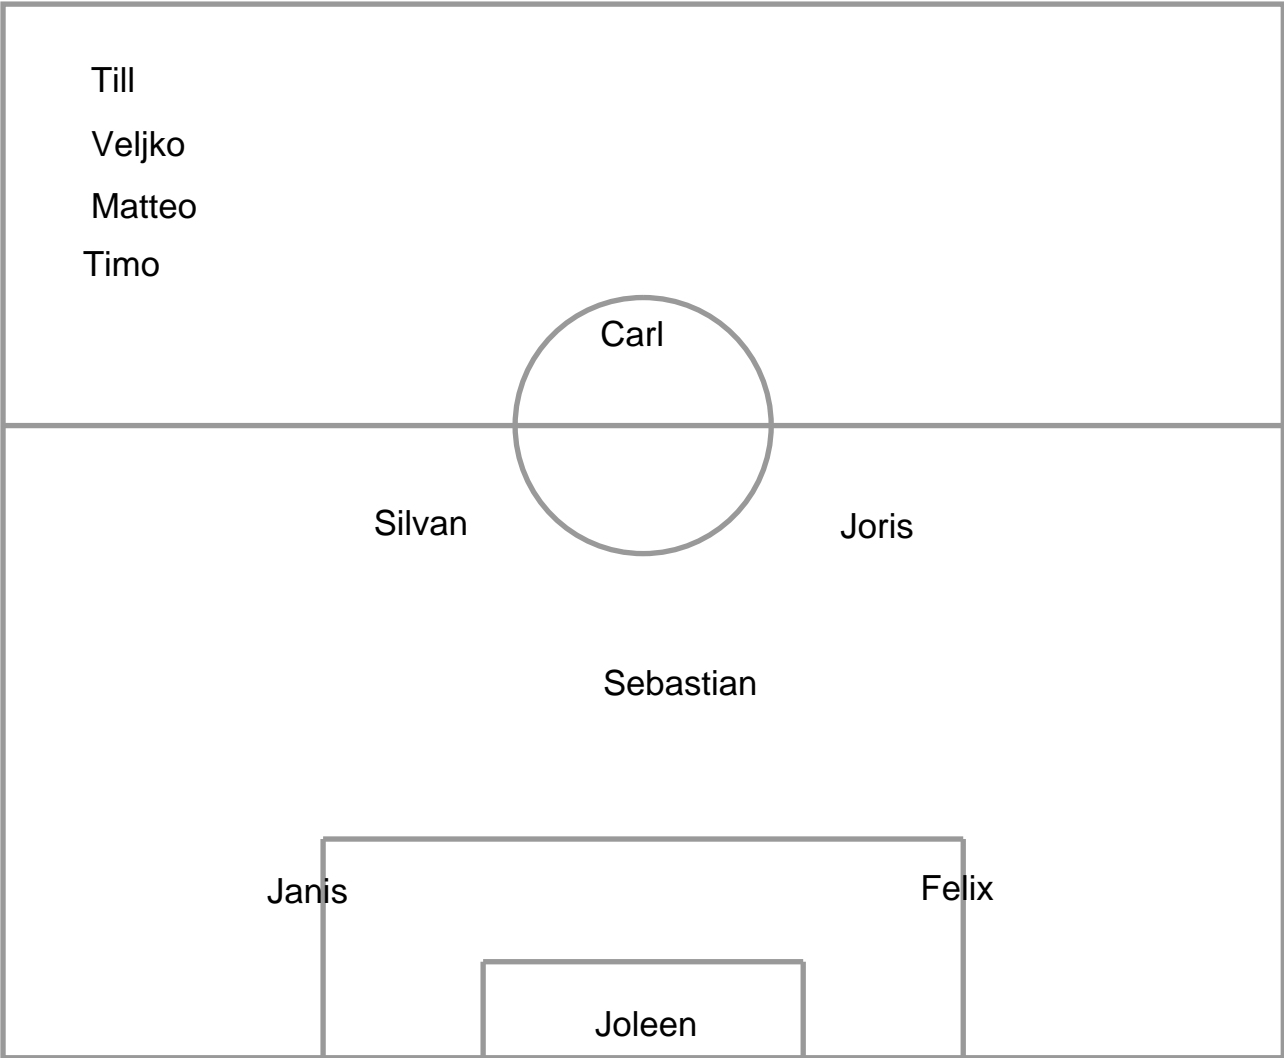 Till
Veljko
Matteo
Timo
Carl
Silvan
Joris
Sebastian
Janis
Felix
Joleen